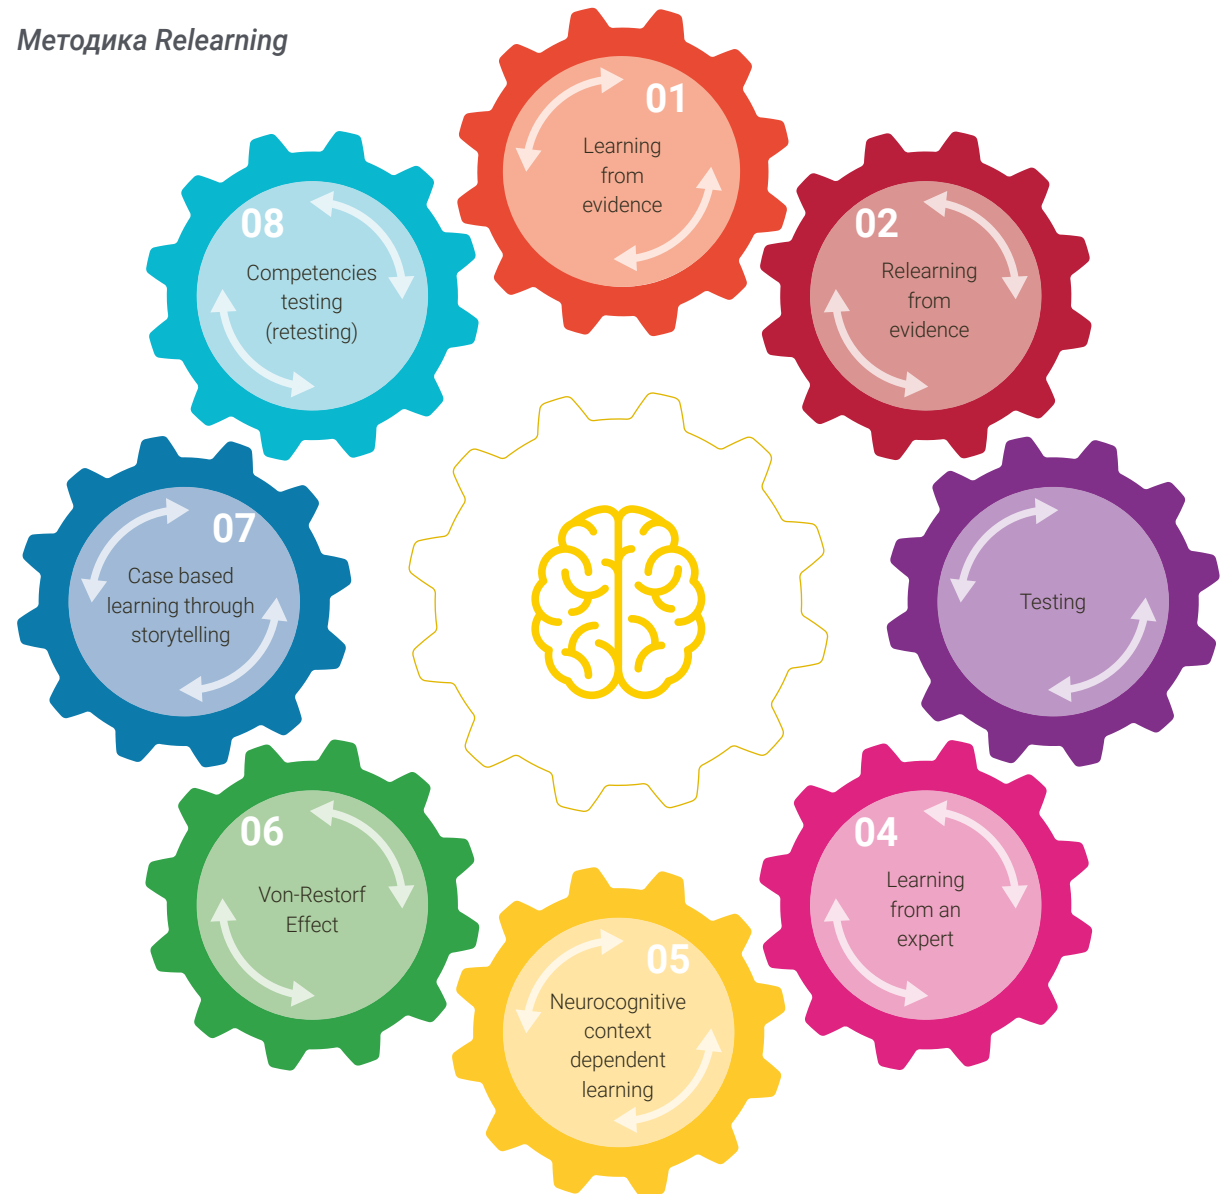 Методика Relearning
01
Learning
from
evidence
02
Relearning
from
evidence
Testing
04
Learning
from an
expert
05
Neurocognitive
context
dependent
learning
06
Von-Restorf
Effect
07
Case based
learning through
storytelling
08
Competencies
testing
(retesting)